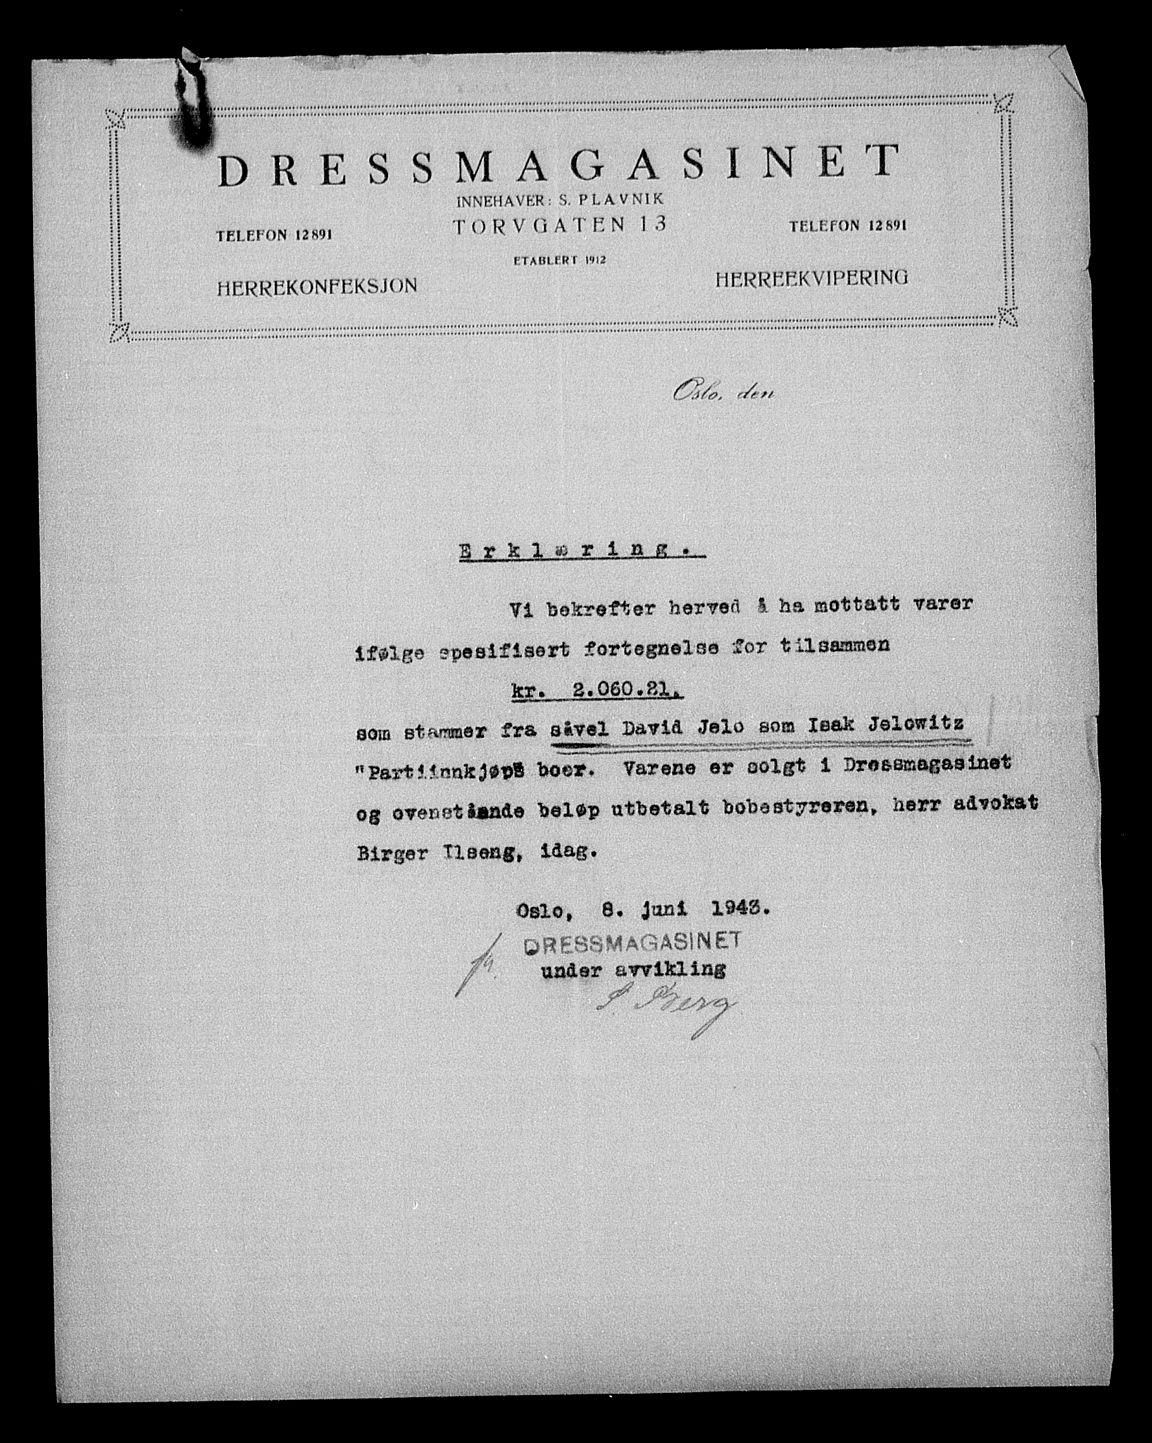 DRESSMAGASINET
INNEHAVER: S. PLAVNIK
TORVGATEN 13
TELEFON 12891
TELEFON 12891
ETABLERT 1912
HERREKONFEKSJON
HERREEKVIPERING
Oslo, den
Erklæring.
Vi bekrefter herved å ha mottatt varer
ifølge spesifisert fortegnelse for tilsammen
kr. 2.060.21.
som stammer fra såvel David Jelo som Isak Jelowitz
"Partiinnkjøps boer. Varene er solgt i Dressmagasinet
og ovenstående beløp utbetalt bobestyreren, herr advokat
Birger Ilseng, idag.
Oslo, 8. juni 1943.
DRESSMAGASINET
under avvikling
S. Berg